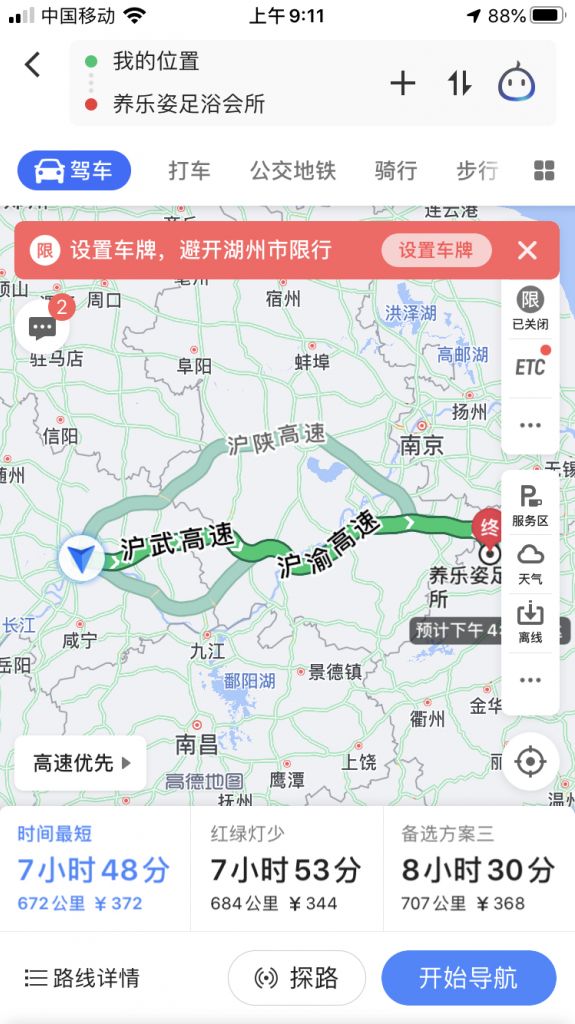 中国移动
上午9:11
88%
我的位置
养乐姿足浴会所
驾车
打车
公交地铁
骑行
步行
连云港
限
设置车牌，避开湖州市限行
设置车牌
周口
宿州
洪泽湖
限
已关闭
2
驻马店
阜阳
蚌埠
高邮湖
ETC
扬州
信阳
沪陕高速
南京
随州
无锡
P
服务区
沪武高速
沪渝高速
终
养乐姿足
所
天气
长江
咸宁
九江
预计下午4:
离线
岳阳
鄱阳湖
景德镇
衢州
金华
高速优先
南昌
上饶
高德地图
鹰潭
抚州
温州
时间最短
红绿灯少
备选方案三
7小时48分
7小时53分
8小时30分
672公里 ¥372
684公里 ¥344
707公里 ¥368
路线详情
探路
开始导航